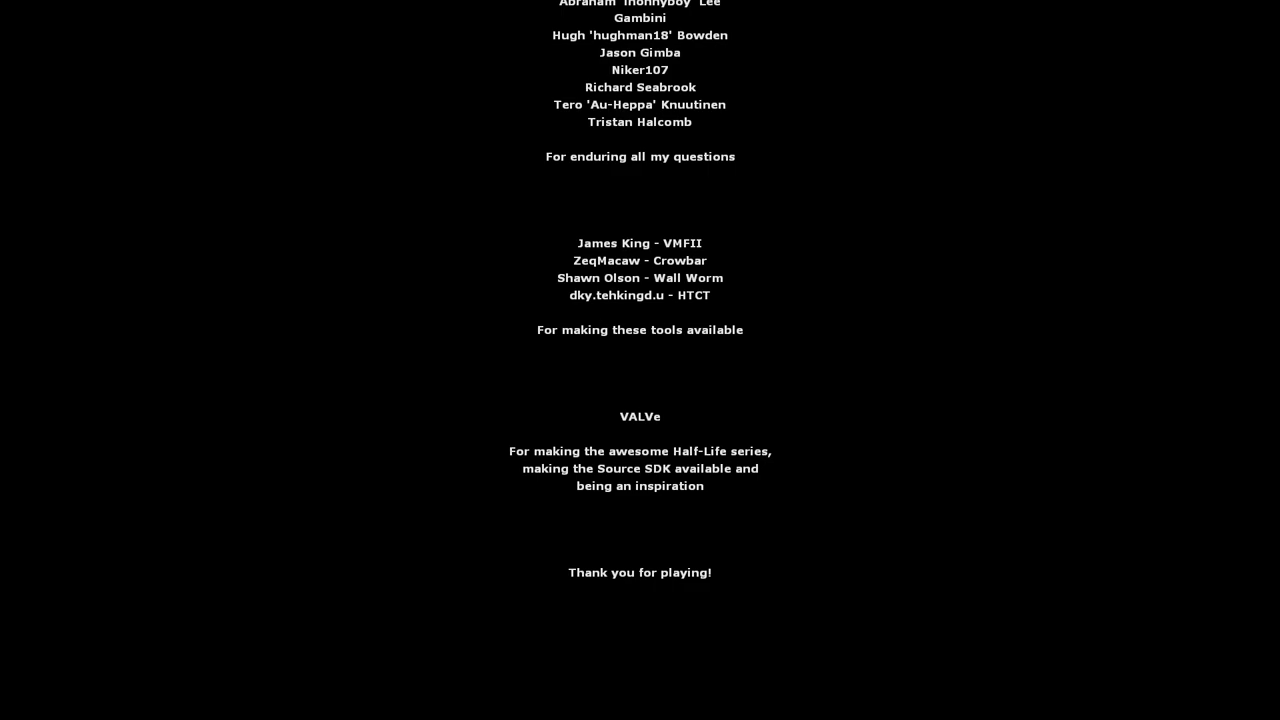 Abraham 'Jhonnyboy' Lee
Gambini
Hugh 'hughman18' Bowden
Jason Gimba
Niker107
Richard Seabrook
Tero 'Au-Heppa' Knuutinen
Tristan Halcomb
For enduring all my questions
James King - VMFII
ZeqMacaw - Crowbar
Shawn Olson - Wall Worm
dky.tehkingd.u - HTCT
For making these tools available
VALVe
For making the awesome Half-Life series,
making the Source SDK available and
being an inspiration
Thank you for playing!